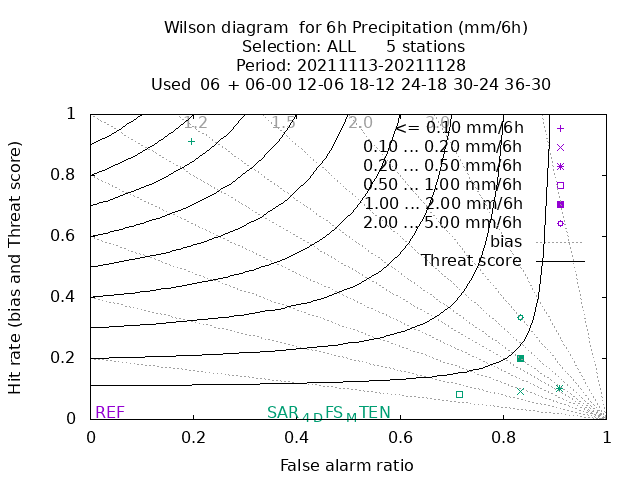 Wilson diagram  for 6h Precipitation (mm/6h)
Selection: ALL      5 stations
Period: 20211113-20211128
Used  06 + 06-00 12-06 18-12 24-18 30-24 36-30
1.2 1.5 2.0 3.0
<= 0.10 mm/6h
0.10 ... 0.20 mm/6h
0.20 ... 0.50 mm/6h
0.50 ... 1.00 mm/6h
1.00 ... 2.00 mm/6h
2.00 ... 5.00 mm/6h
bias
Threat score
1
0.8
0.6
0.4
0.2
0
Hit rate (bias and Threat score)
REF SAR4DFSMTEN
0 0.2 0.4 0.6 0.8 1
False alarm ratio